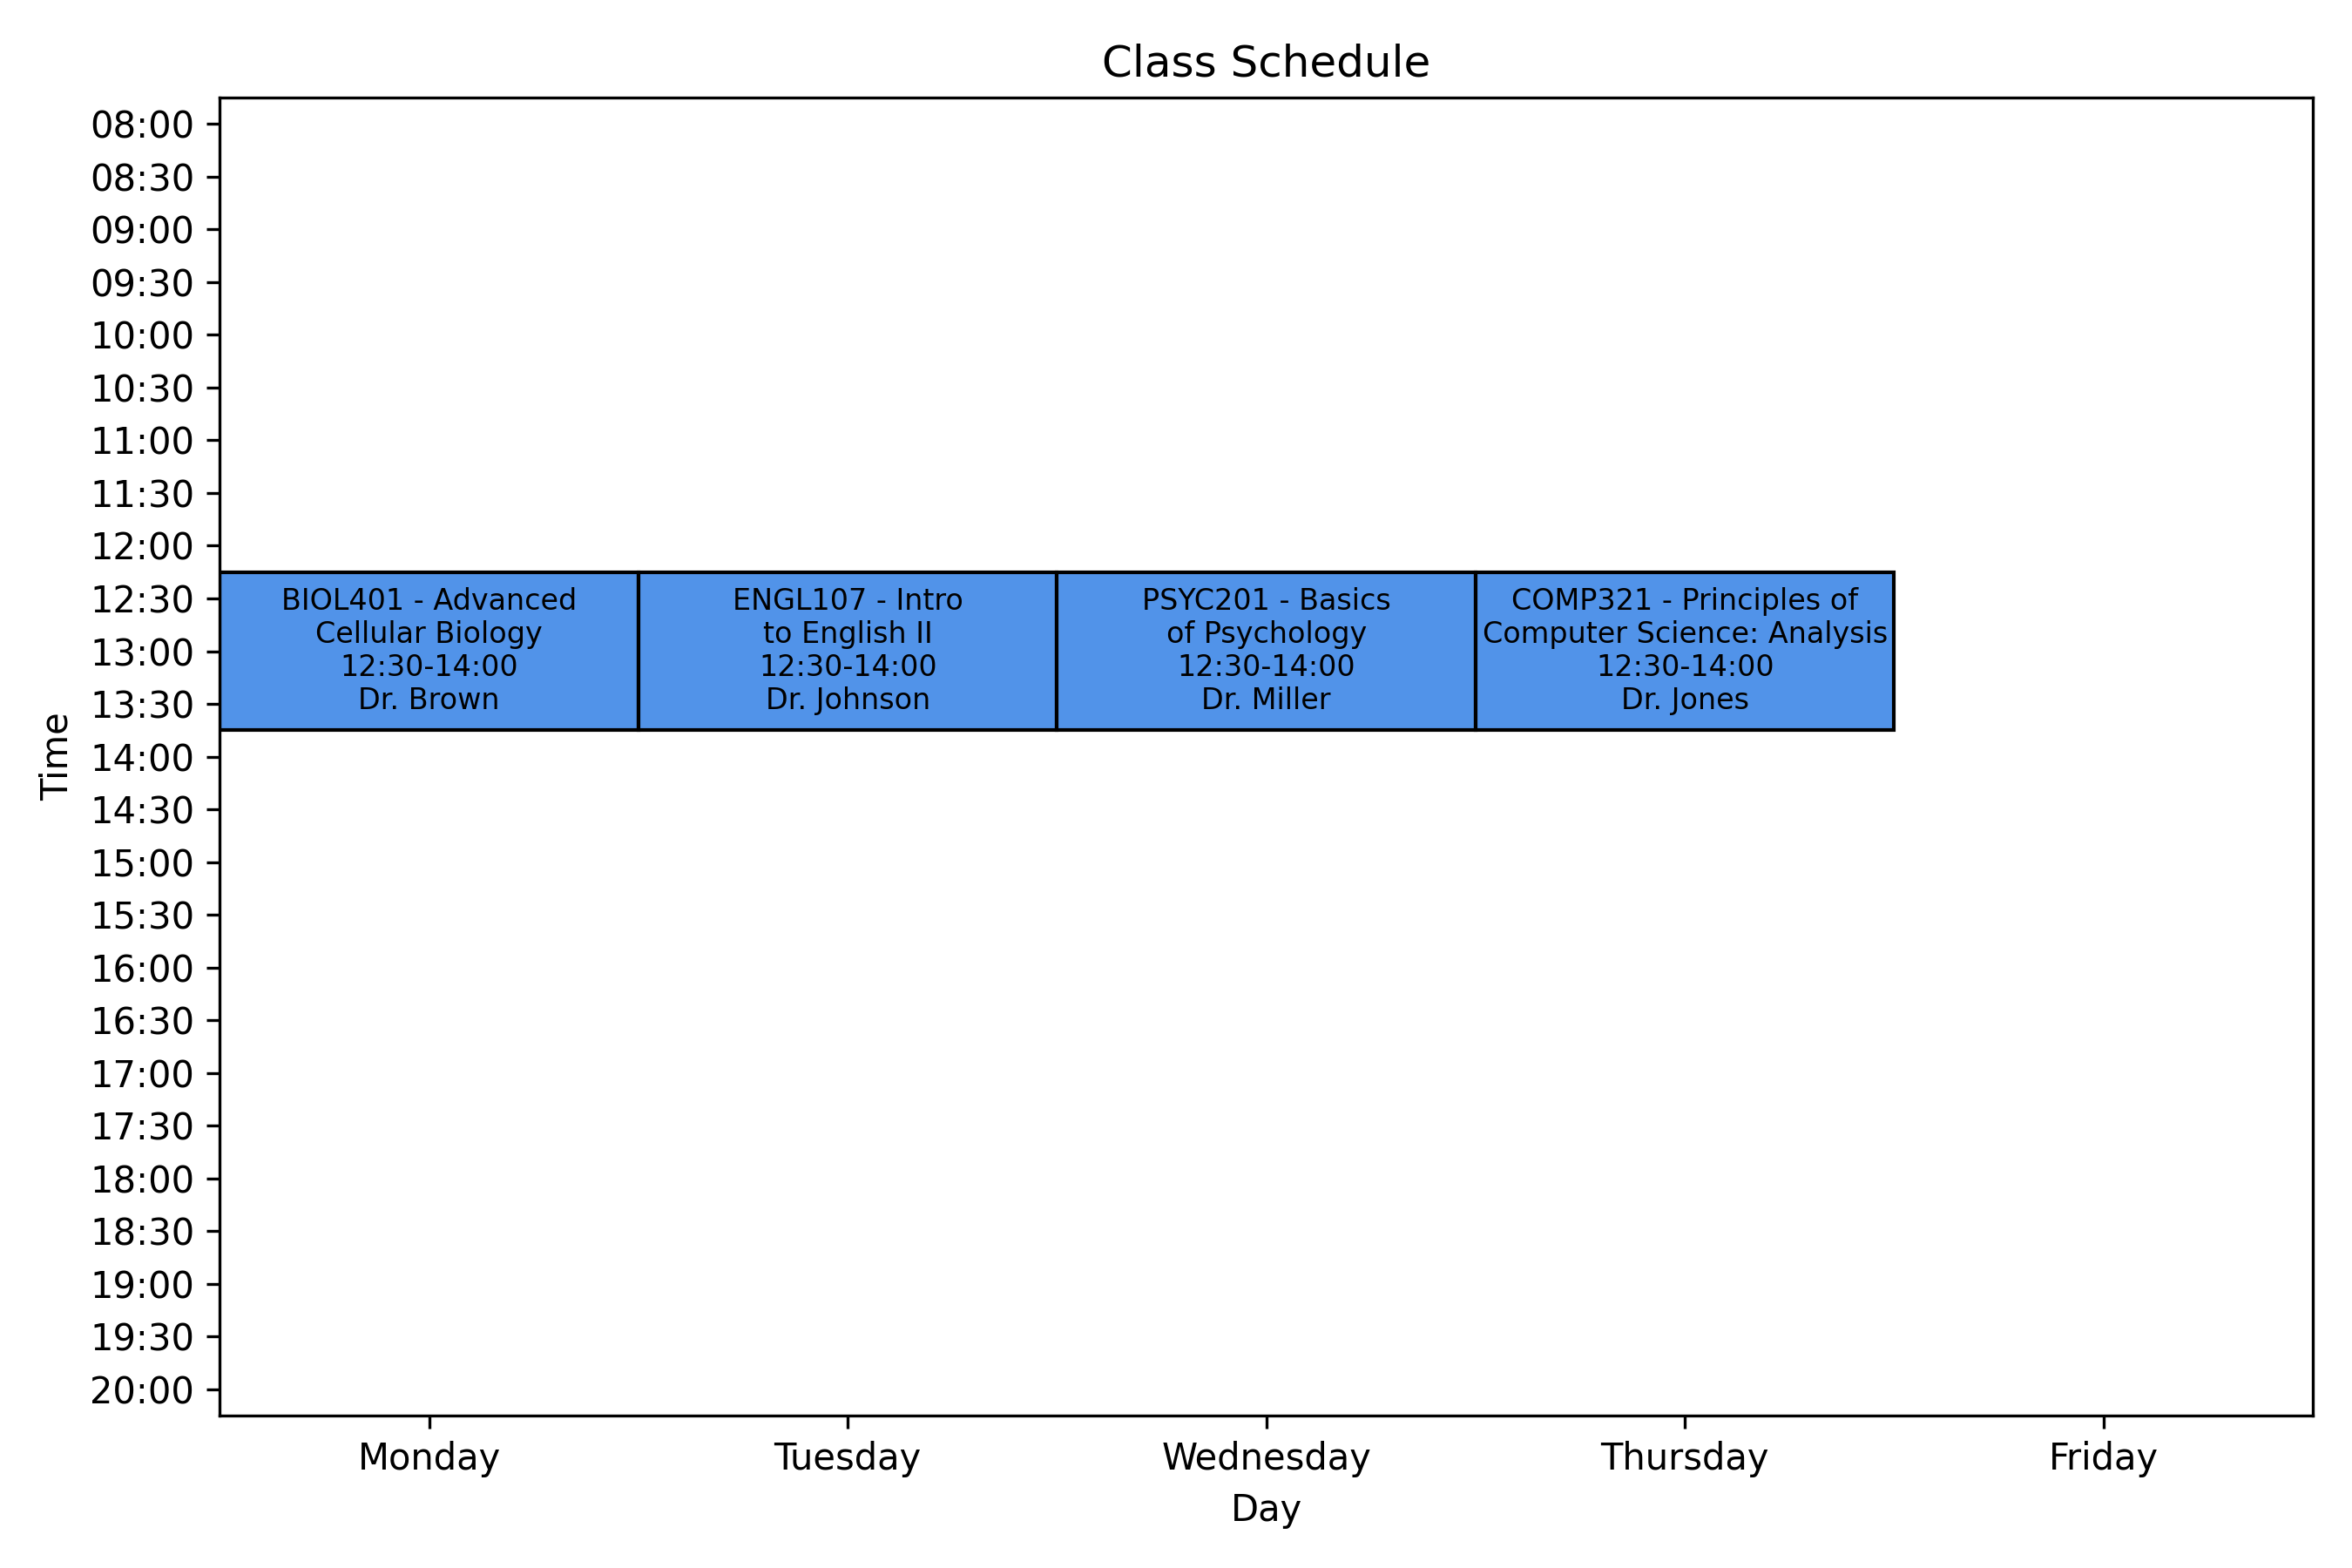 Class Schedule
08:00
08:30
09:00
09:30
10:00
10:30
11:00
11:30
12:00
12:30
13:00
13:30
14:00
14:30
15:00
15:30
16:00
16:30
17:00
17:30
18:00
18:30
19:00
19:30
20:00
Time
BIOL401 - Advanced
Cellular Biology
12:30-14:00
Dr. Brown
ENGL107 - Intro
to English II
12:30-14:00
Dr. Johnson
PSYC201 - Basics
of Psychology
12:30-14:00
Dr. Miller
COMP321 - Principles of
Computer Science: Analysis
12:30-14:00
Dr. Jones
Monday
Tuesday
Wednesday
Thursday
Friday
Day